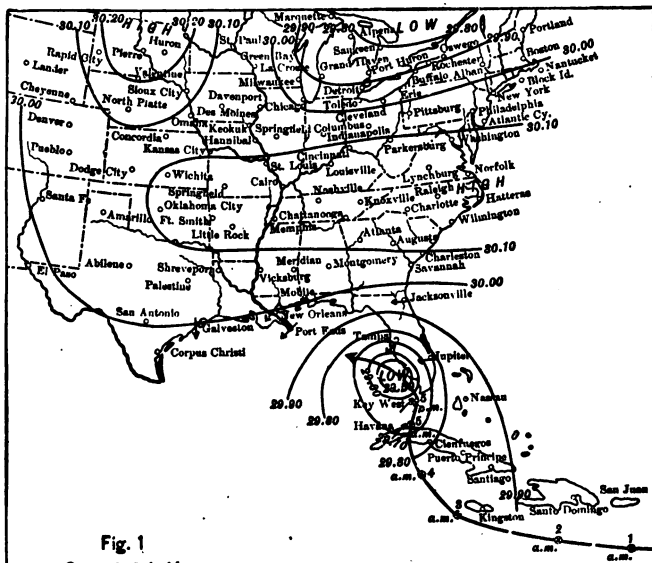 30.20 30.20 30.10
30.10 HIGH Huron
Pierre
Rapid City
Lander
Valentine
St. Paul
30.00
29.90
29.80
Marquette
Alpena
LOW
29.80
29.90
Portland
Green Bay
La Crosse
Saugeen
Oswego
Grand Haven
Port Huron
Rochester
Boston
30.00
Milwaukee
Buffalo
Albany
Nantucket
Block Id.
Cheyenne
30.00
Sioux City
North Platte
Omaha
Des Moines
Davenport
Chicago
Detroit
Toledo
Cleveland
Erie
New York
Philadelphia
Atlantic Cy.
Denver
Keokuk
Springfield
Columbus
Pittsburg
Concordia
Hannibal
Indianapolis
Kansas City
Cincinnati
Parkersburg
Washington
30.10
Pueblo
St. Louis
Louisville
Lynchburg
Norfolk
Dodge City
Wichita
Cairo
Springfield
Nashville
Knoxville
Raleigh
HIGH
Hatteras
Santa F.
Oklahoma City
Charlotte
Amarillo
Ft. Smith
Chattanooga
Wilmington
Memphis
Little Rock
Atlanta
Augusta
30.10
Charleston
Savannah
El Paso
Abilene
Shreveport
Meridian
Montgomery
Vicksburg
30.00
Palestine
Mobile
Jacksonville
San Antonio
New Orleans
Galveston
Port Eads
Tampa
Corpus Christi
Jupiter
LOW
29.90
29.80
Key West
Nassau
p.m.
Havana
5
a.m.
Cienfuegos
29.80
Puerto Principe
4
a.m.
Santiago
29.90
San Juan
3
a.m.
Kingston
Santo Domingo
2
a.m.
1
a.m.
Fig. 1